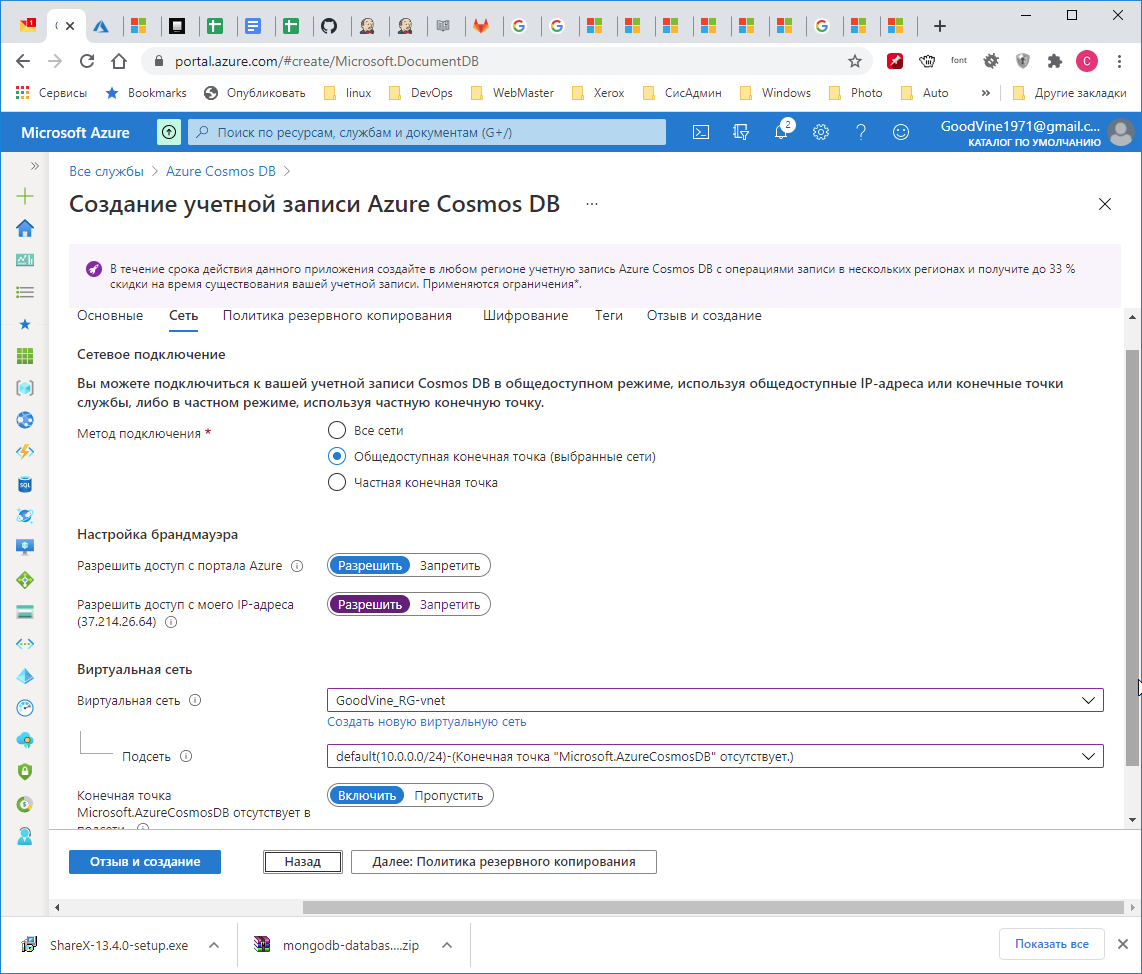 1
portal.azure.com/#create/Microsoft.DocumentDB
font
C
Сервисы
Bookmarks
Опубликовать
linux
DevOps
WebMaster
Xerox
СисАдмин
Windows
Photo
Auto
»
Другие закладки
Microsoft Azure
Поиск по ресурсам, службам и документам (G+/)
2
GoodVine1971@gmail.c...
КАТАЛОГ ПО УМОЛЧАНИЮ
Все службы > Azure Cosmos DB >
Создание учетной записи Azure Cosmos DB ...
В течение срока действия данного приложения создайте в любом регионе учетную запись Azure Cosmos DB с операциями записи в нескольких регионах и получите до 33 %
скидки на время существования вашей учетной записи. Применяются ограничения*.
Основные Сеть Политика резервного копирования Шифрование Теги Отзыв и создание
Сетевое подключение
Вы можете подключиться к вашей учетной записи Cosmos DB в общедоступном режиме, используя общедоступные IP-адреса или конечные точки
службы, либо в частном режиме, используя частную конечную точку.
Метод подключения *
Все сети
Общедоступная конечная точка (выбранные сети)
Частная конечная точка
Настройка брандмауэра
Разрешить доступ с портала Azure
Разрешить Запретить
Разрешить доступ с моего IP-адреса
(37.214.26.64)
Разрешить Запретить
Виртуальная сеть
Виртуальная сеть
GoodVine_RG-vnet
Создать новую виртуальную сеть
Подсеть
default(10.0.0.0/24)-(Конечная точка "Microsoft.AzureCosmosDB" отсутствует.)
Конечная точка
Microsoft.AzureCosmosDB отсутствует в
подсети
Включить Пропустить
Отзыв и создание
Назад
Далее: Политика резервного копирования
SQL
ShareX-13.4.0-setup.exe
mongodb-databas....zip
Показать все